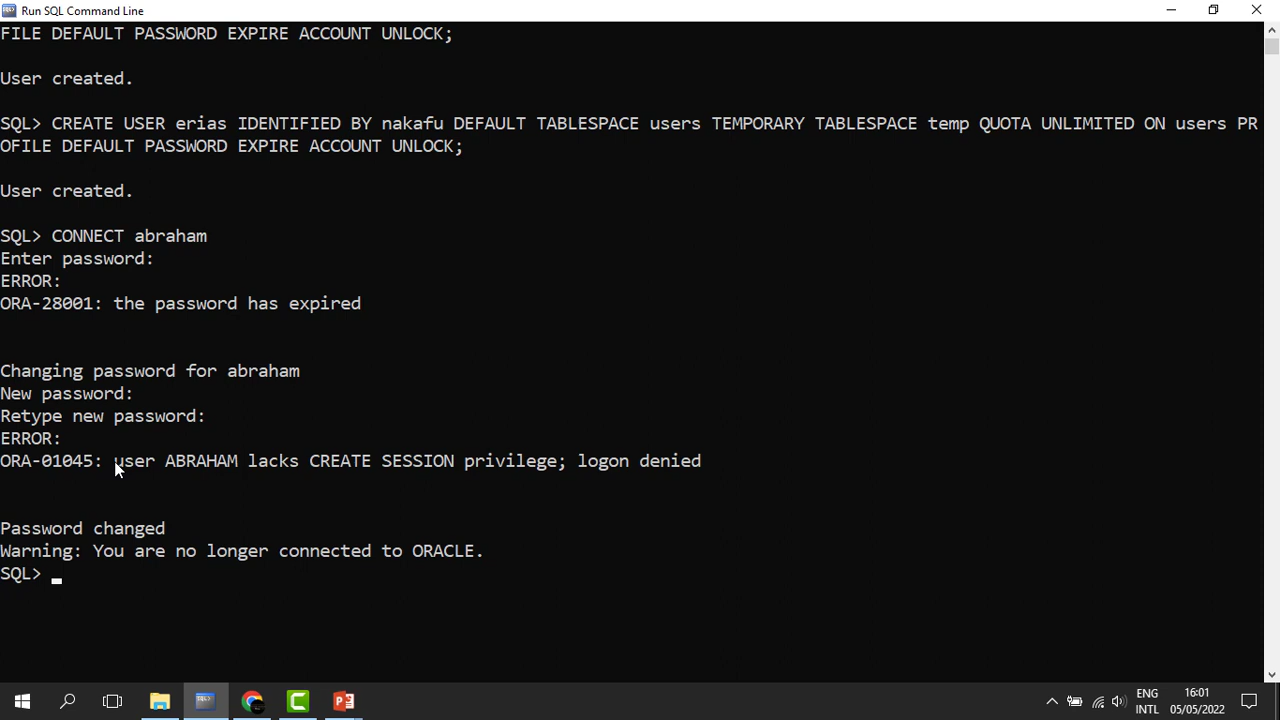 Run SQL Command Line
FILE DEFAULT PASSWORD EXPIRE ACCOUNT UNLOCK;
User created.
SQL> CREATE USER erias IDENTIFIED BY nakafu DEFAULT TABLESPACE users TEMPORARY TABLESPACE temp QUOTA UNLIMITED ON users PR
OFILE DEFAULT PASSWORD EXPIRE ACCOUNT UNLOCK;
User created.
SQL> CONNECT abraham
Enter password:
ERROR:
ORA-28001: the password has expired
Changing password for abraham
New password:
Retype new password:
ERROR:
ORA-01045: user ABRAHAM lacks CREATE SESSION privilege; logon denied
Password changed
Warning: You are no longer connected to ORACLE.
SQL>
ENG 16:01
INTL 05/05/2022